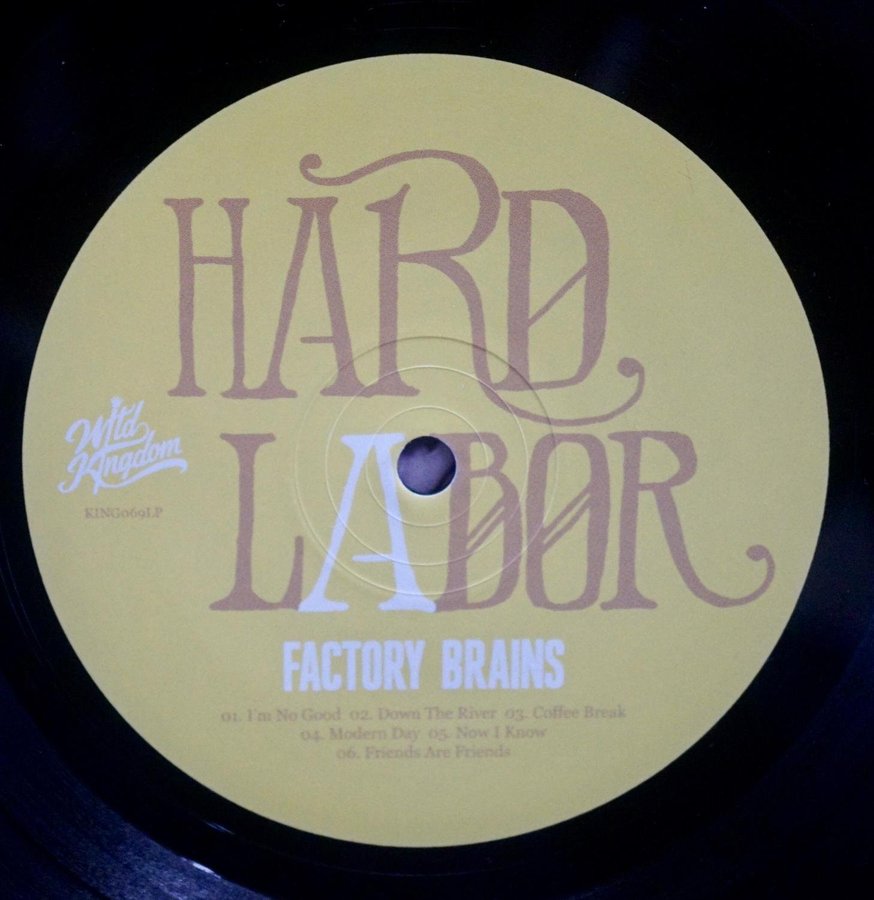 HARD
LABOR
Wild
Kingdom
KING069LP
FACTORY BRAINS
01. I'm No Good 02. Down The River 03. Coffee Break
04. Modern Day 05. Now I Know
06. Friends Are Friends